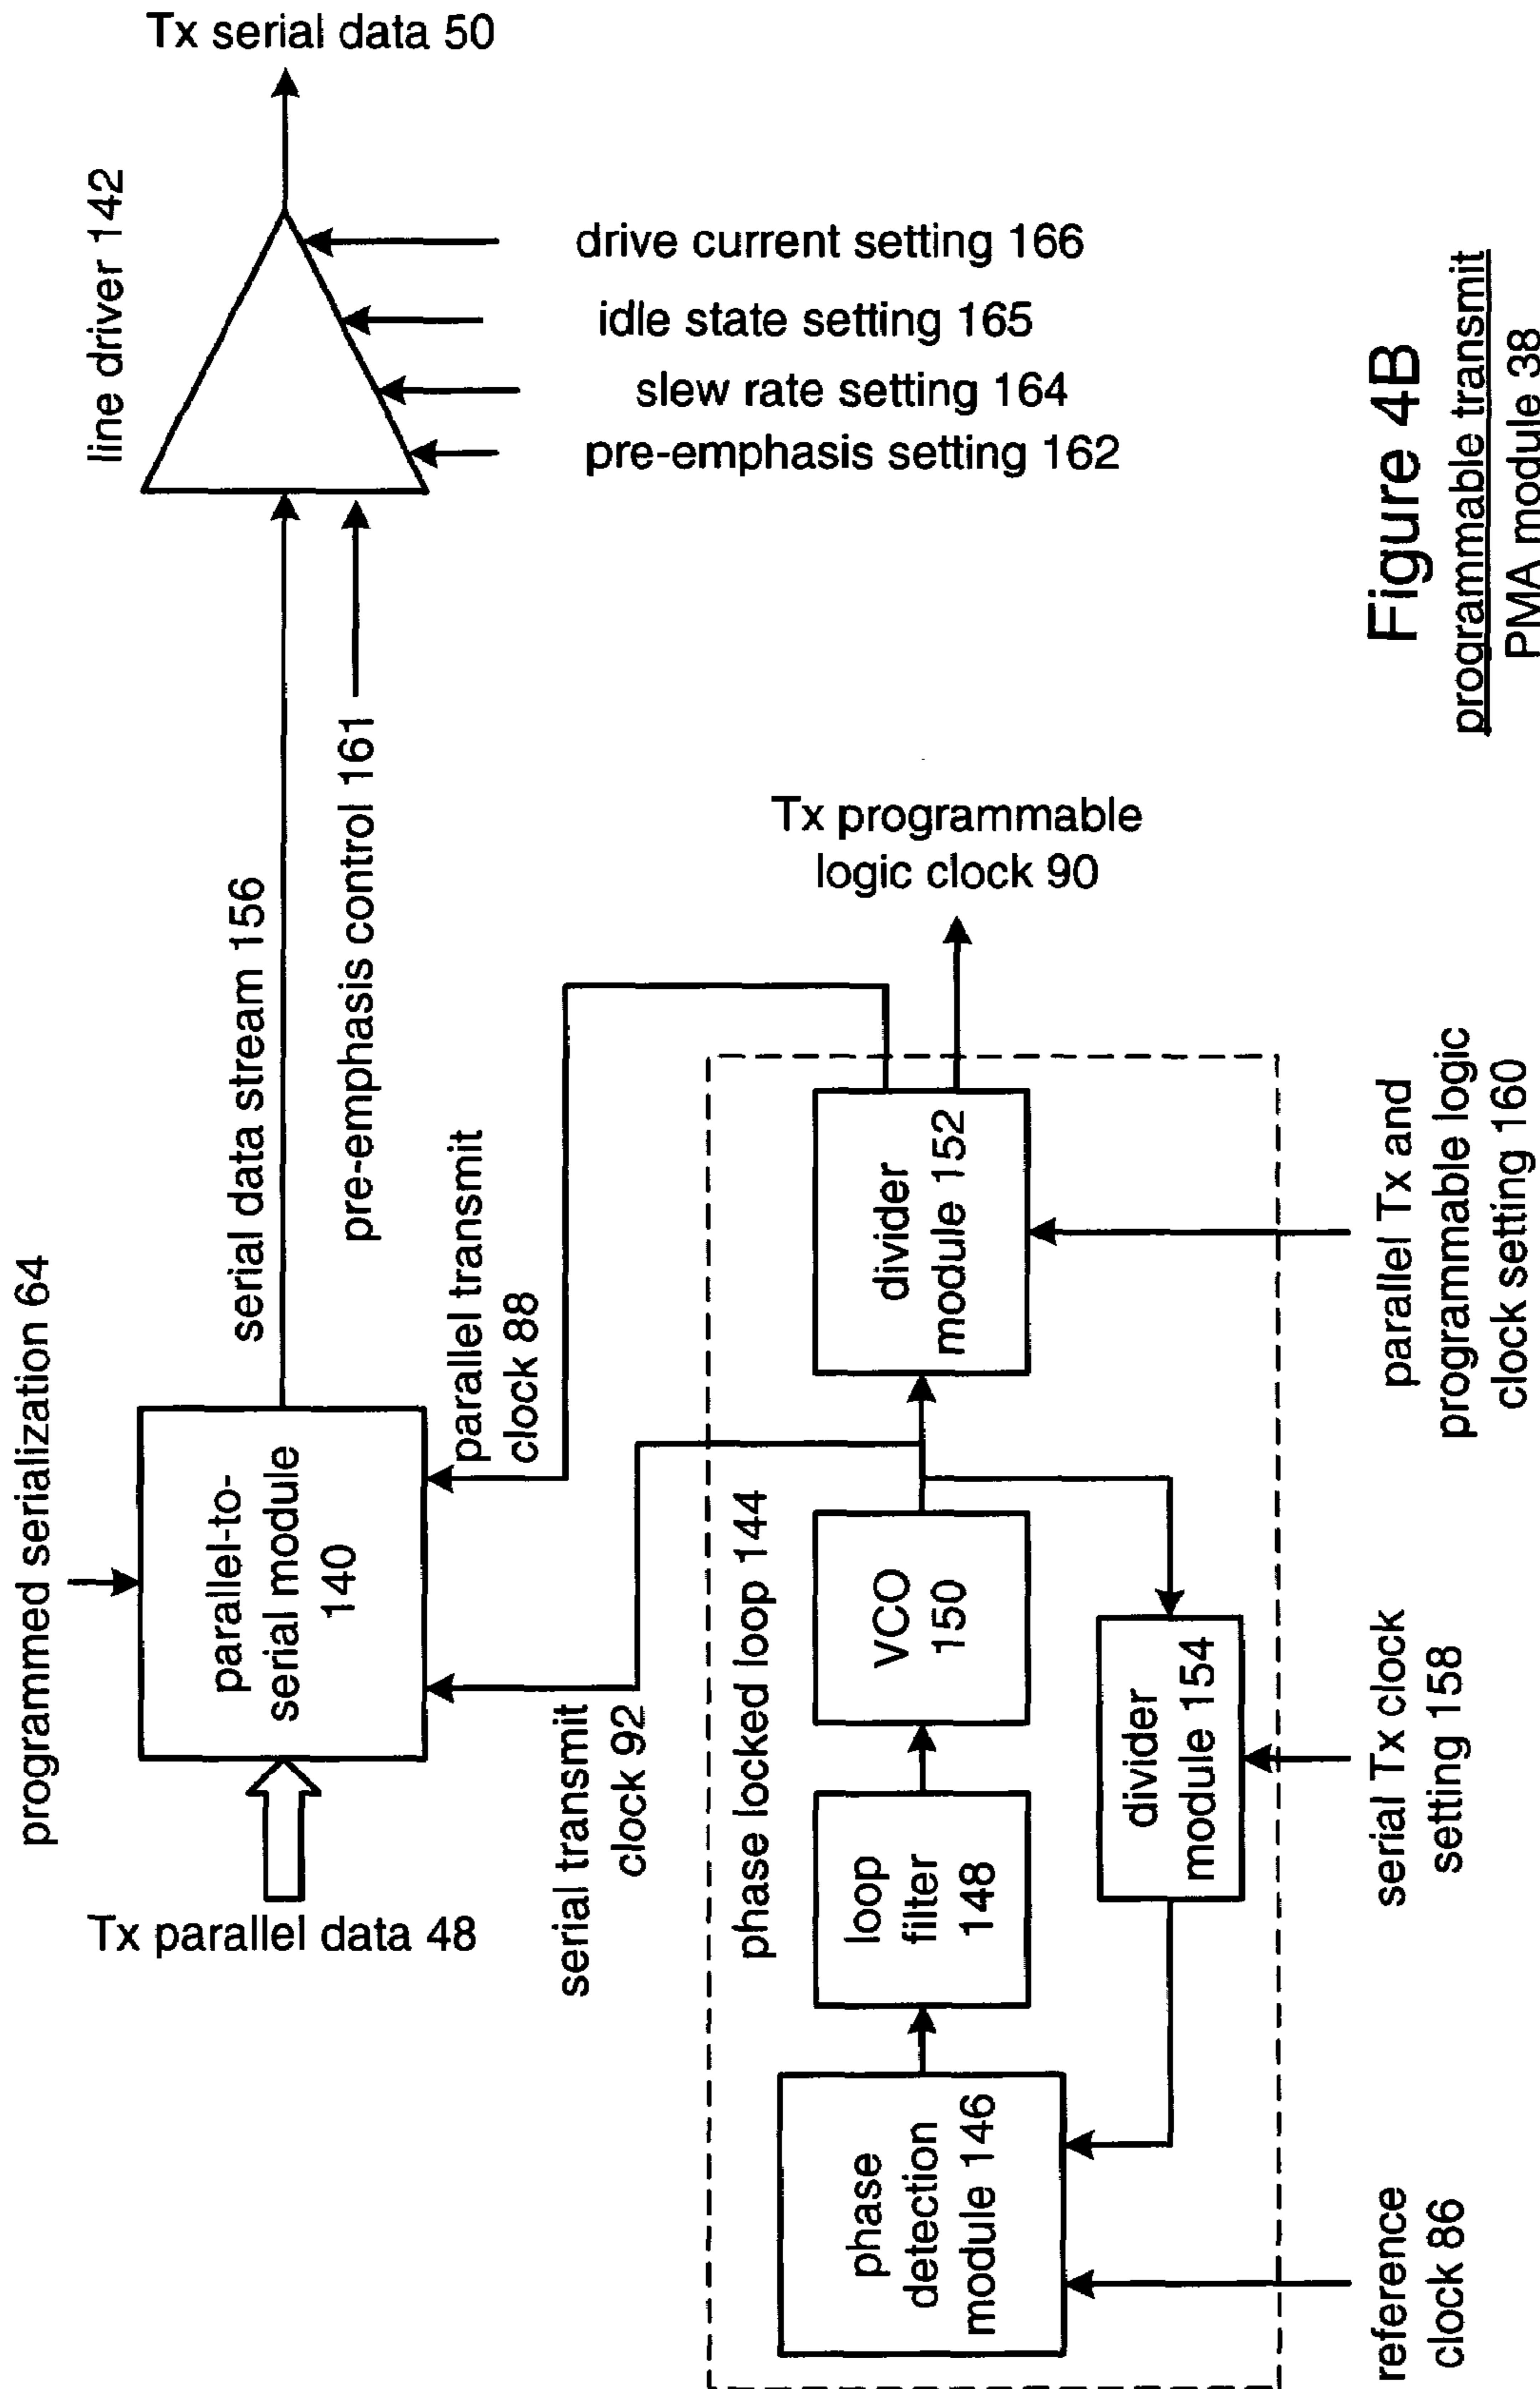 programmed serialization 64
Tx parallel data 48
parallel-to-
serial module
140
serial data stream 156
pre-emphasis control 161
line driver 142
Tx serial data 50
drive current setting 166
idle state setting 165
slew rate setting 164
pre-emphasis setting 162
serial transmit
clock 92
parallel transmit
clock 88
phase locked loop 144
phase
detection
module 146
loop
filter
148
VCO
150
divider
module 152
divider
module 154
Tx programmable
logic clock 90
reference
clock 86
serial Tx clock
setting 158
parallel Tx and
programmable logic
clock setting 160
Figure 4B
programmable transmit
PMA module 38